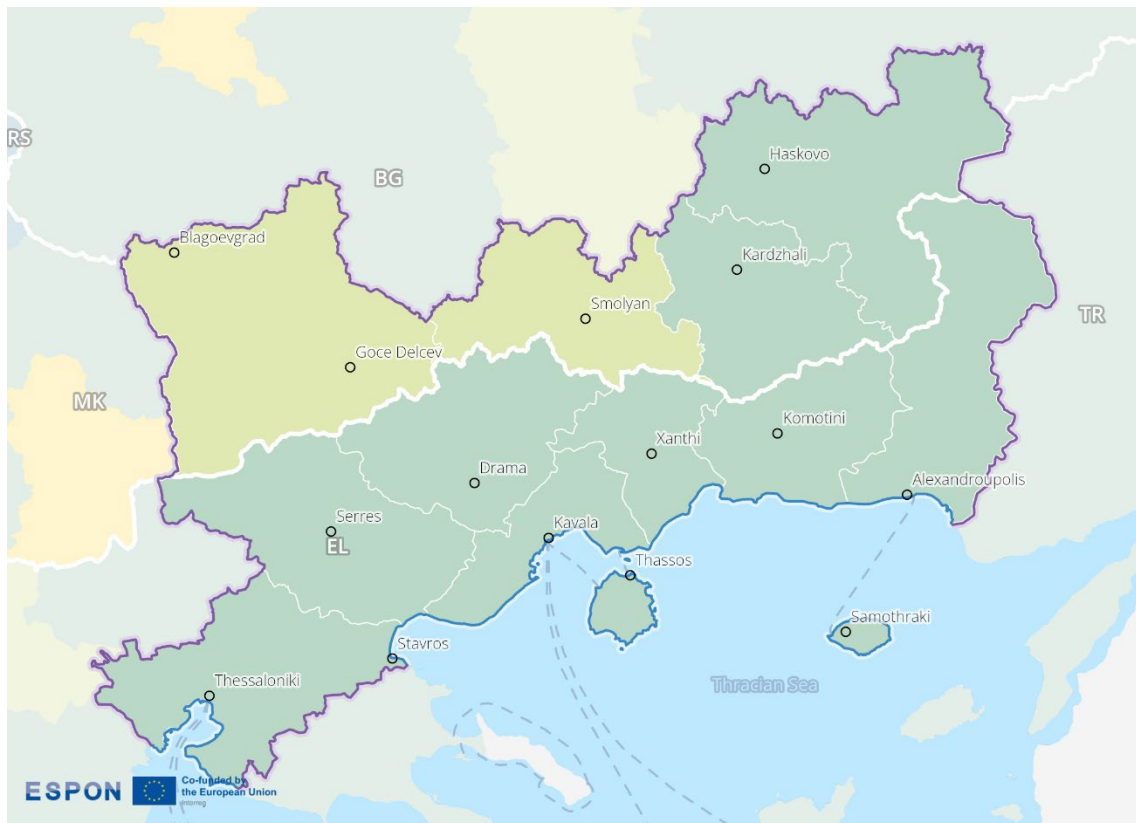 RS
BG
Haskovo
Blagoevgrad
Kardzhali
Smolyan
TR
Goce Delcev
MK
Komotini
Xanthi
Drama
Alexandroupolis
Serres
EL
Kavala
Thassos
Samothraki
Stavros
Thracian Sea
Thessaloniki
ESPON
Co-funded by
the European Union
Interreg